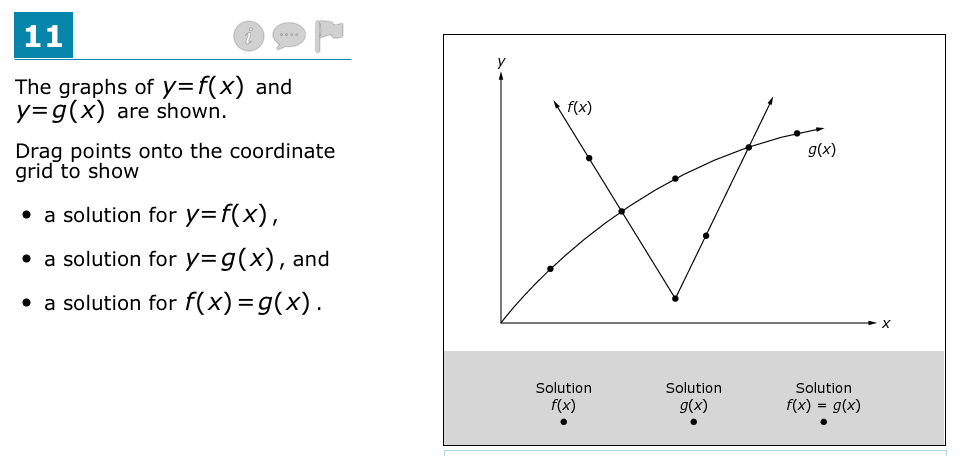 11
The graphs of y=f(x) and
y=g(x) are shown.
Drag points onto the coordinate
grid to show
• a solution for y=f(x),
• a solution for y=g(x), and
• a solution for f(x)=g(x).
y
f(x)
g(x)
x
Solution
f(x)
Solution
g(x)
Solution
f(x) = g(x)